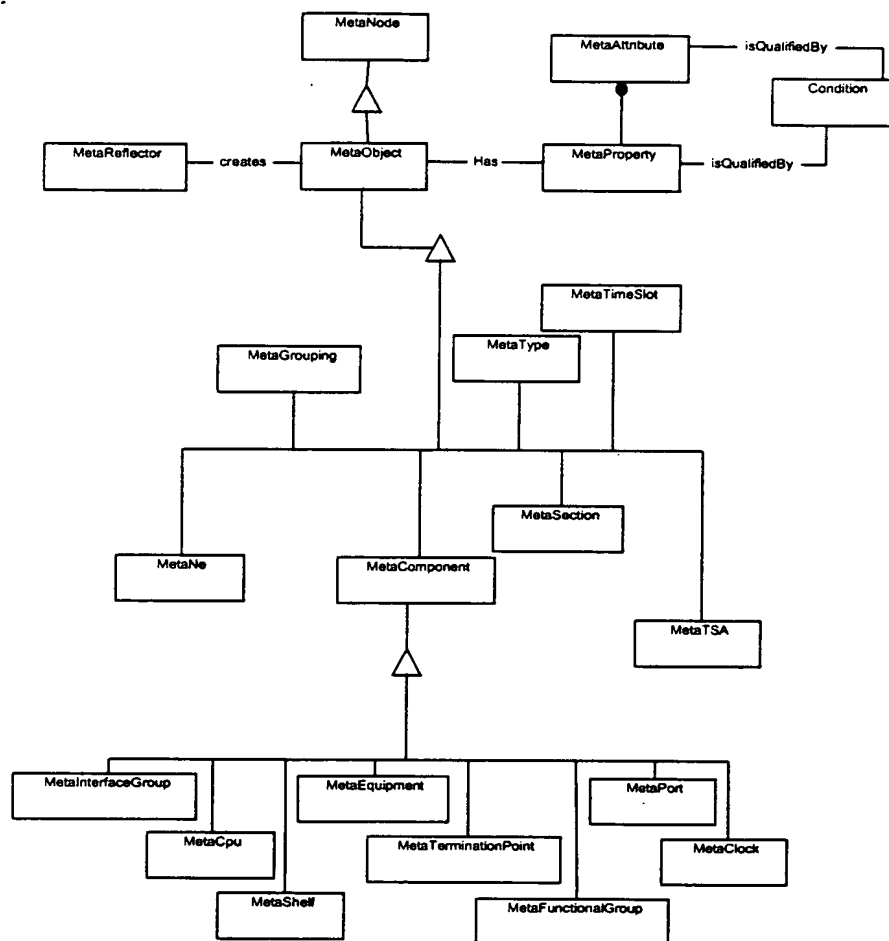 MetaNode
MetaAttribute
isQualifiedBy
Condition
MetaReflector
creates
MetaObject
Has
MetaProperty
isQualifiedBy
MetaTimeSlot
MetaType
MetaGrouping
MetaSection
MetaNe
MetaComponent
MetaTSA
MetaInterfaceGroup
MetaEquipment
MetaPort
MetaCpu
MetaTerminationPoint
MetaClock
MetaShelf
MetaFunctionalGroup